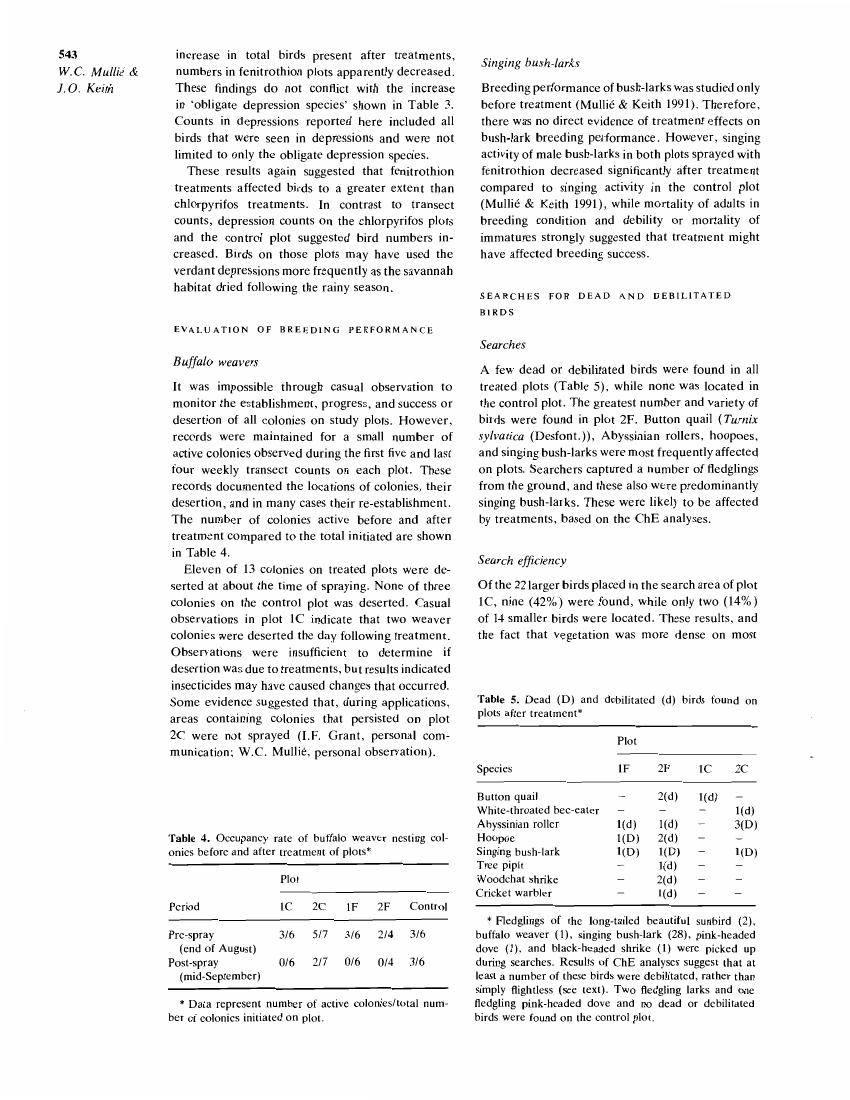 543
W.C. Mullié &
J.O. Keith
increase in total birds present after treatments,
numbers in fenitrothion plots apparently decreased.
These findings do not conflict with the increase
in 'obligate depression species' shown in Table 3.
Counts in depressions reported here included all
birds that were seen in depressions and were not
limited to only the obligate depression species.
These results again suggested that fenitrothion
treatments affected birds to a greater extent than
chlorpyrifos treatments. In contrast to transect
counts, depression counts on the chlorpyrifos plots
and the control plot suggested bird numbers in-
creased. Birds on those plots may have used the
verdant depressions more frequently as the savannah
habitat dried following the rainy season.
EVALUATION OF BREEDING PERFORMANCE
Buffalo weavers
It was impossible through casual observation to
monitor the establishment, progress, and success or
desertion of all colonies on study plots. However,
records were maintained for a small number of
active colonies observed during the first five and last
four weekly transect counts on each plot. These
records documented the locations of colonies, their
desertion, and in many cases their re-establishment.
The number of colonies active before and after
treatment compared to the total initiated are shown
in Table 4.
Eleven of 13 colonies on treated plots were de-
serted at about the time of spraying. None of three
colonies on the control plot was deserted. Casual
observations in plot 1C indicate that two weaver
colonies were deserted the day following treatment.
Observations were insufficient to determine if
desertion was due to treatments, but results indicated
insecticides may have caused changes that occurred.
Some evidence suggested that, during applications,
areas containing colonies that persisted on plot
2C were not sprayed (I.F. Grant, personal com-
munication; W.C. Mullié, personal observation).
Table 4. Occupancy rate of buffalo weaver nesting col-
onies before and after treatment of plots*
Plot
Period 1C 2C 1F 2F Control
Pre-spray 3/6 5/7 3/6 2/4 3/6
(end of August)
Post-spray 0/6 2/7 0/6 0/4 3/6
(mid-September)
* Data represent number of active colonies/total num-
ber of colonies initiated on plot.
Singing bush-larks
Breeding performance of bush-larks was studied only
before treatment (Mullié & Keith 1991). Therefore,
there was no direct evidence of treatment effects on
bush-lark breeding performance. However, singing
activity of male bush-larks in both plots sprayed with
fenitrothion decreased significantly after treatment
compared to singing activity in the control plot
(Mullié & Keith 1991), while mortality of adults in
breeding condition and debility or mortality of
immatures strongly suggested that treatment might
have affected breeding success.
SEARCHES FOR DEAD AND DEBILITATED
BIRDS
Searches
A few dead or debilitated birds were found in all
treated plots (Table 5), while none was located in
the control plot. The greatest number and variety of
birds were found in plot 2F. Button quail (Turnix
sylvatica (Desfont.)), Abyssinian rollers, hoopoes,
and singing bush-larks were most frequently affected
on plots. Searchers captured a number of fledglings
from the ground, and these also were predominantly
singing bush-larks. These were likely to be affected
by treatments, based on the ChE analyses.
Search efficiency
Of the 22 larger birds placed in the search area of plot
1C, nine (42%) were found, while only two (14%)
of 14 smaller birds were located. These results, and
the fact that vegetation was more dense on most
Table 5. Dead (D) and debilitated (d) birds found on
plots after treatment*
Plot
Species 1F 2F 1C 2C
Button quail – 2(d) 1(d) –
White-throated bee-eater – – – 1(d)
Abyssinian roller 1(d) 1(d) – 3(D)
Hoopoe 1(D) 2(d) – –
Singing bush-lark 1(D) 1(D) – 1(D)
Tree pipit – 1(d) – –
Woodchat shrike – 2(d) – –
Cricket warbler – 1(d) – –
* Fledglings of the long-tailed beautiful sunbird (2),
buffalo weaver (1), singing bush-lark (28), pink-headed
dove (1), and black-headed shrike (1) were picked up
during searches. Results of ChE analyses suggest that at
least a number of these birds were debilitated, rather than
simply flightless (see text). Two fledgling larks and one
fledgling pink-headed dove and no dead or debilitated
birds were found on the control plot.